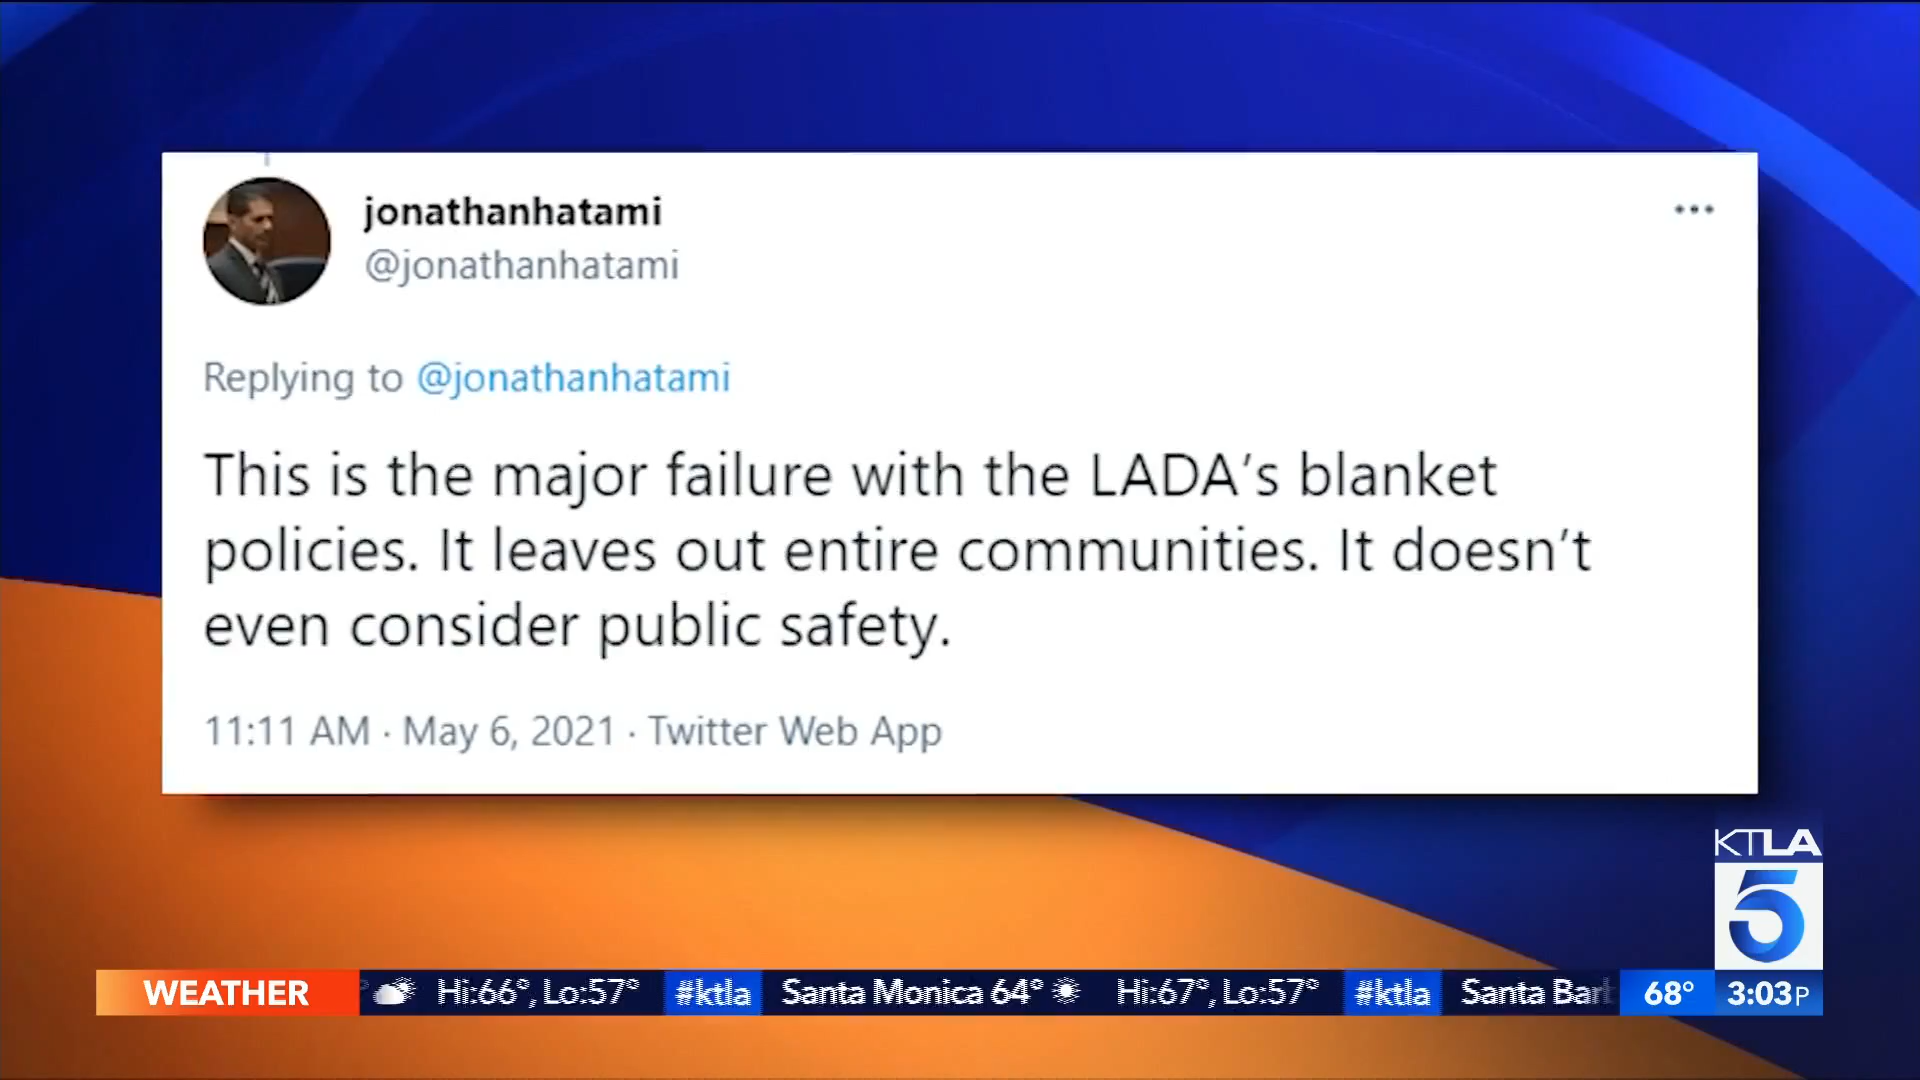 jonathanhatami
@jonathanhatami
Replying to @jonathanhatami
This is the major failure with the LADA's blanket
policies. It leaves out entire communities. It doesn't
even consider public safety.
11:11 AM · May 6, 2021 · Twitter Web App
KTLA
5
WEATHER Hi:66°, Lo:57° #ktla Santa Monica 64° Hi:67°, Lo:57° #ktla Santa Bar 68° 3:03P